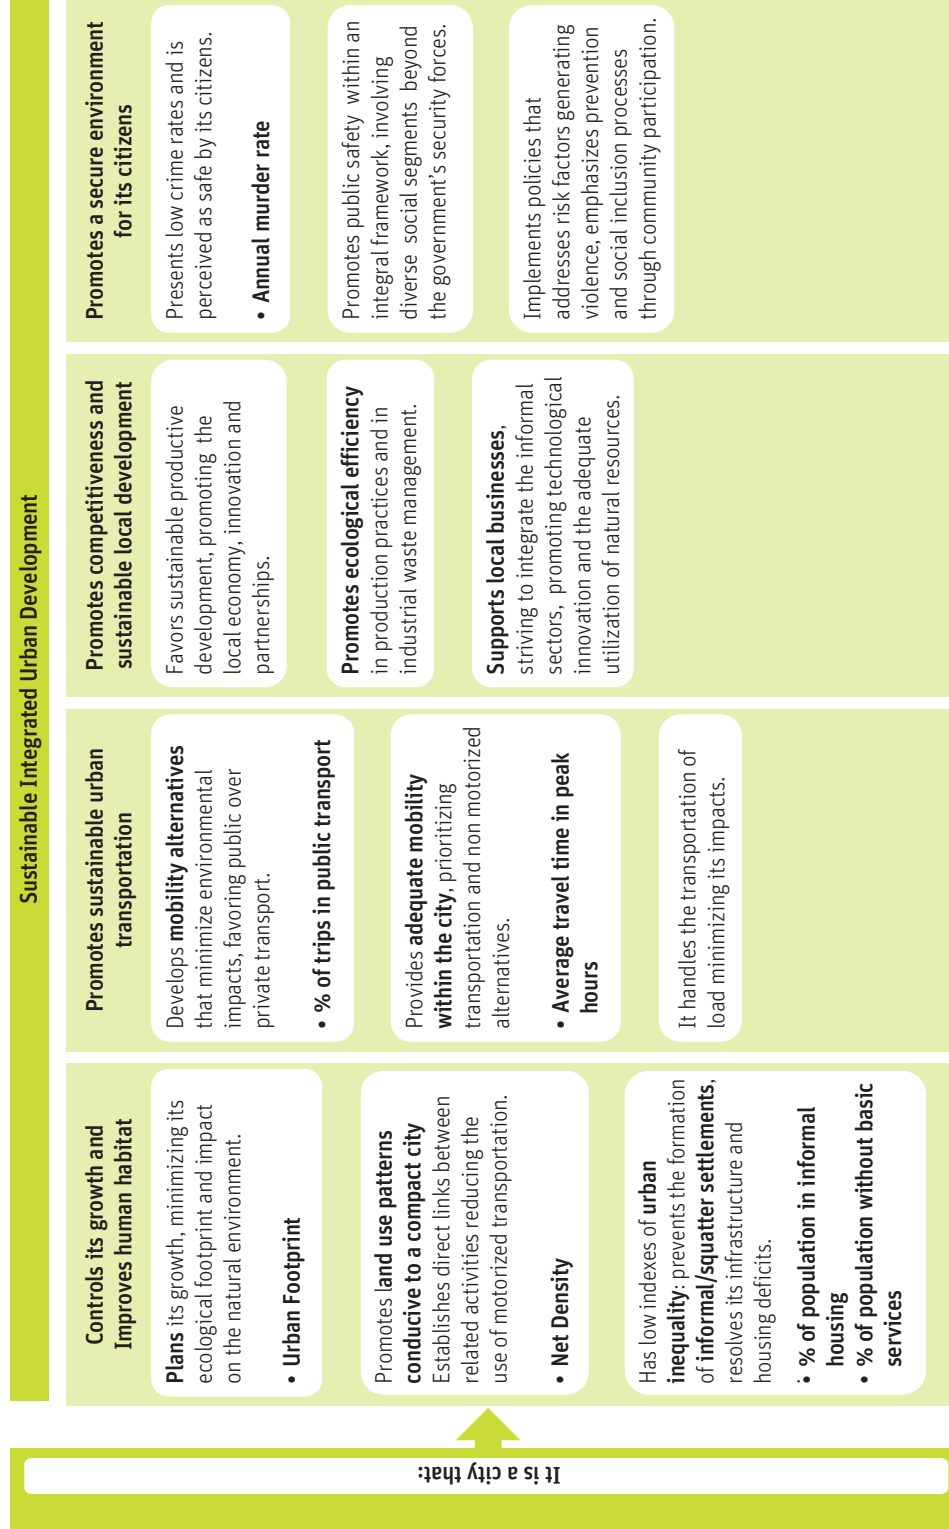 Sustainable Integrated Urban Development
It is a city that:
Controls its growth and
Improves human habitat
Plans its growth, minimizing its
ecological footprint and impact
on the natural environment.
• Urban Footprint
Promotes land use patterns
conducive to a compact city
Establishes direct links between
related activities reducing the
use of motorized transportation.
• Net Density
Has low indexes of urban
inequality: prevents the formation
of informal/squatter settlements,
resolves its infrastructure and
housing deficits.
• % of population in informal
housing
• % of population without basic
services
Promotes sustainable urban
transportation
Develops mobility alternatives
that minimize environmental
impacts, favoring public over
private transport.
• % of trips in public transport
Provides adequate mobility
within the city, prioritizing
transportation and non motorized
alternatives.
• Average travel time in peak
hours
It handles the transportation of
load minimizing its impacts.
Promotes competitiveness and
sustainable local development
Favors sustainable productive
development, promoting the
local economy, innovation and
partnerships.
Promotes ecological efficiency
in production practices and in
industrial waste management.
Supports local businesses,
striving to integrate the informal
sectors, promoting technological
innovation and the adequate
utilization of natural resources.
Promotes a secure environment
for its citizens
Presents low crime rates and is
perceived as safe by its citizens.
• Annual murder rate
Promotes public safety within an
integral framework, involving
diverse social segments beyond
the government's security forces.
Implements policies that
addresses risk factors generating
violence, emphasizes prevention
and social inclusion processes
through community participation.